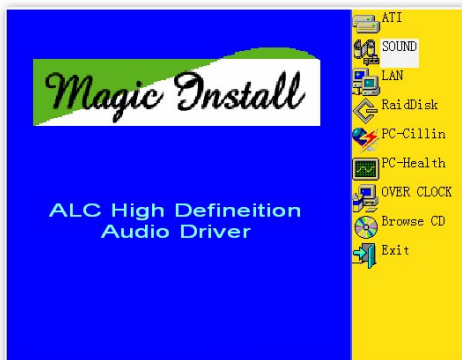 Magic Install
ALC High Defineition
Audio Driver
ATI
SOUND
LAN
RaidDisk
PC-Cillin
PC-Health
OVER CLOCK
Browse CD
Exit